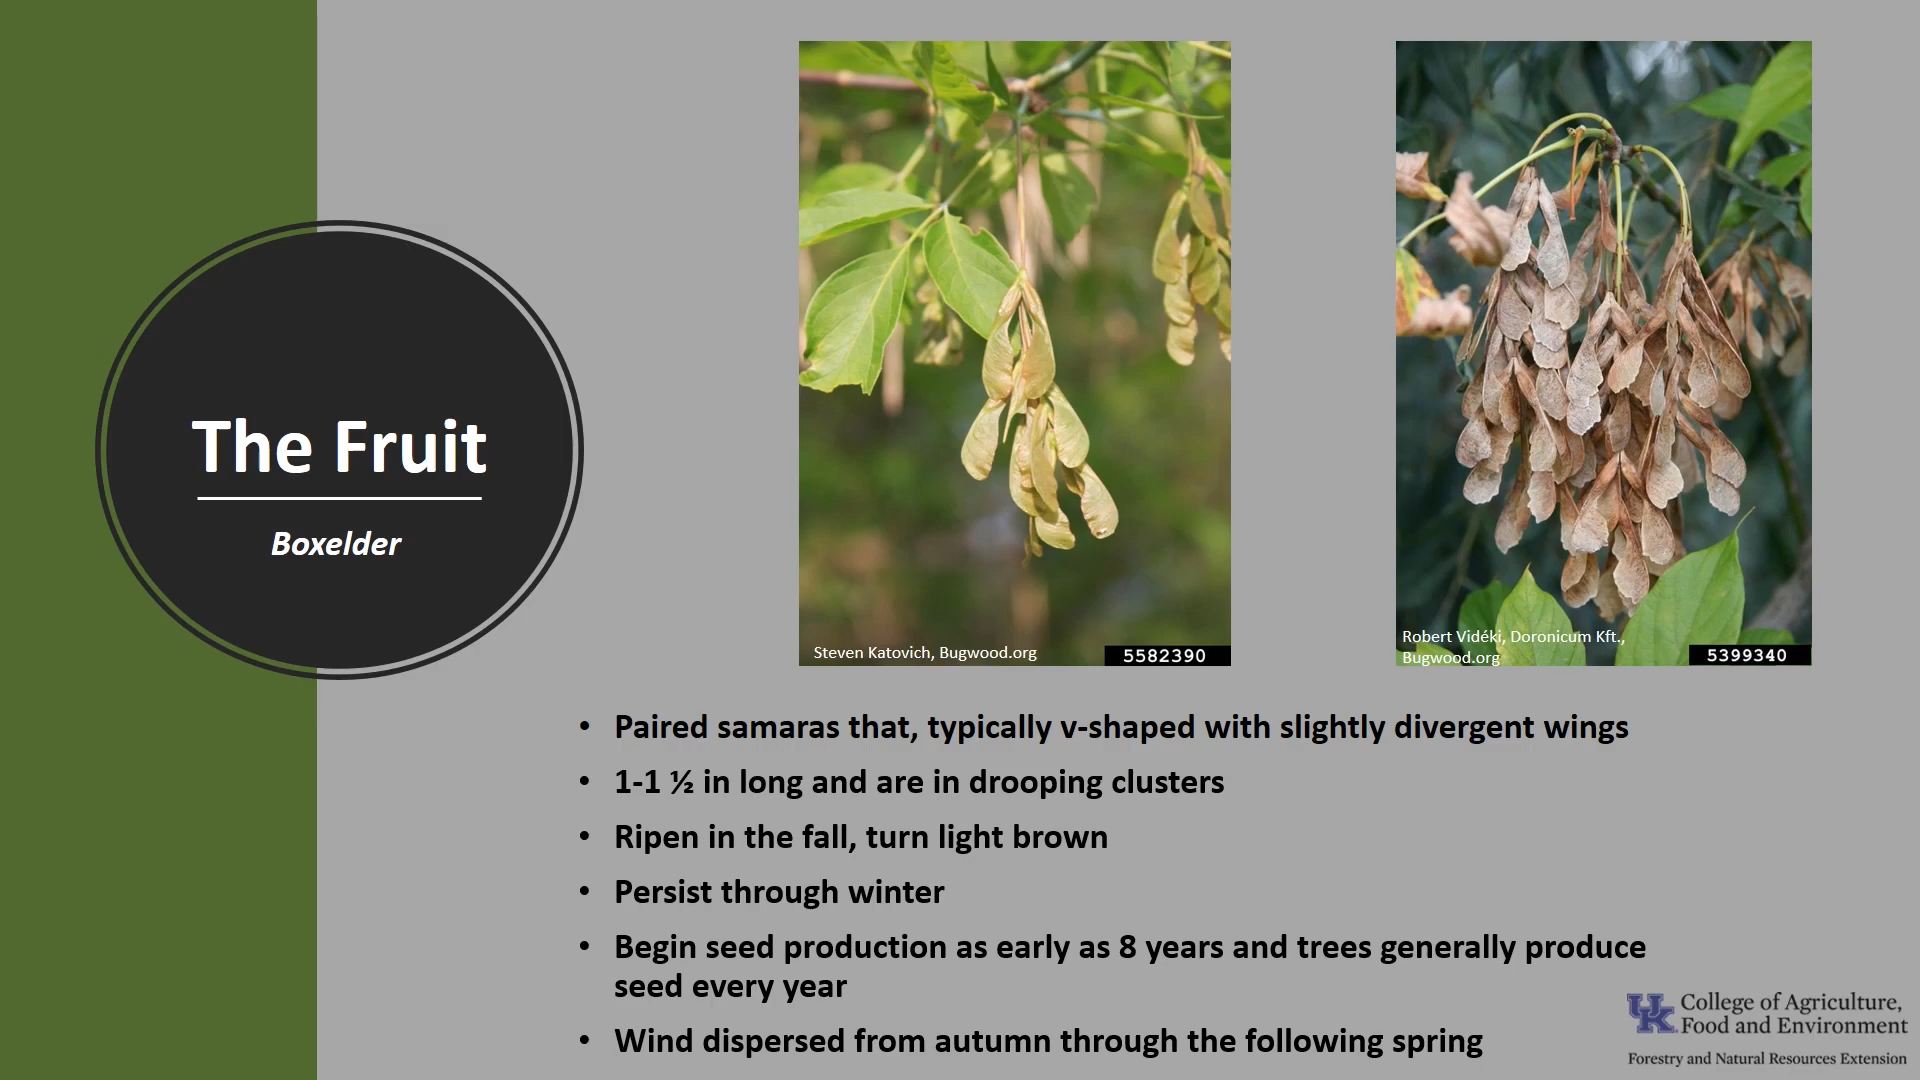 The Fruit
Boxelder
Steven Katovich, Bugwood.org
5582390
Robert Vidéki, Doronicum Kft.,
Bugwood.org
5399340
• Paired samaras that, typically v-shaped with slightly divergent wings
• 1-1 ½ in long and are in drooping clusters
• Ripen in the fall, turn light brown
• Persist through winter
• Begin seed production as early as 8 years and trees generally produce
seed every year
• Wind dispersed from autumn through the following spring
UK College of Agriculture,
Food and Environment
Forestry and Natural Resources Extension